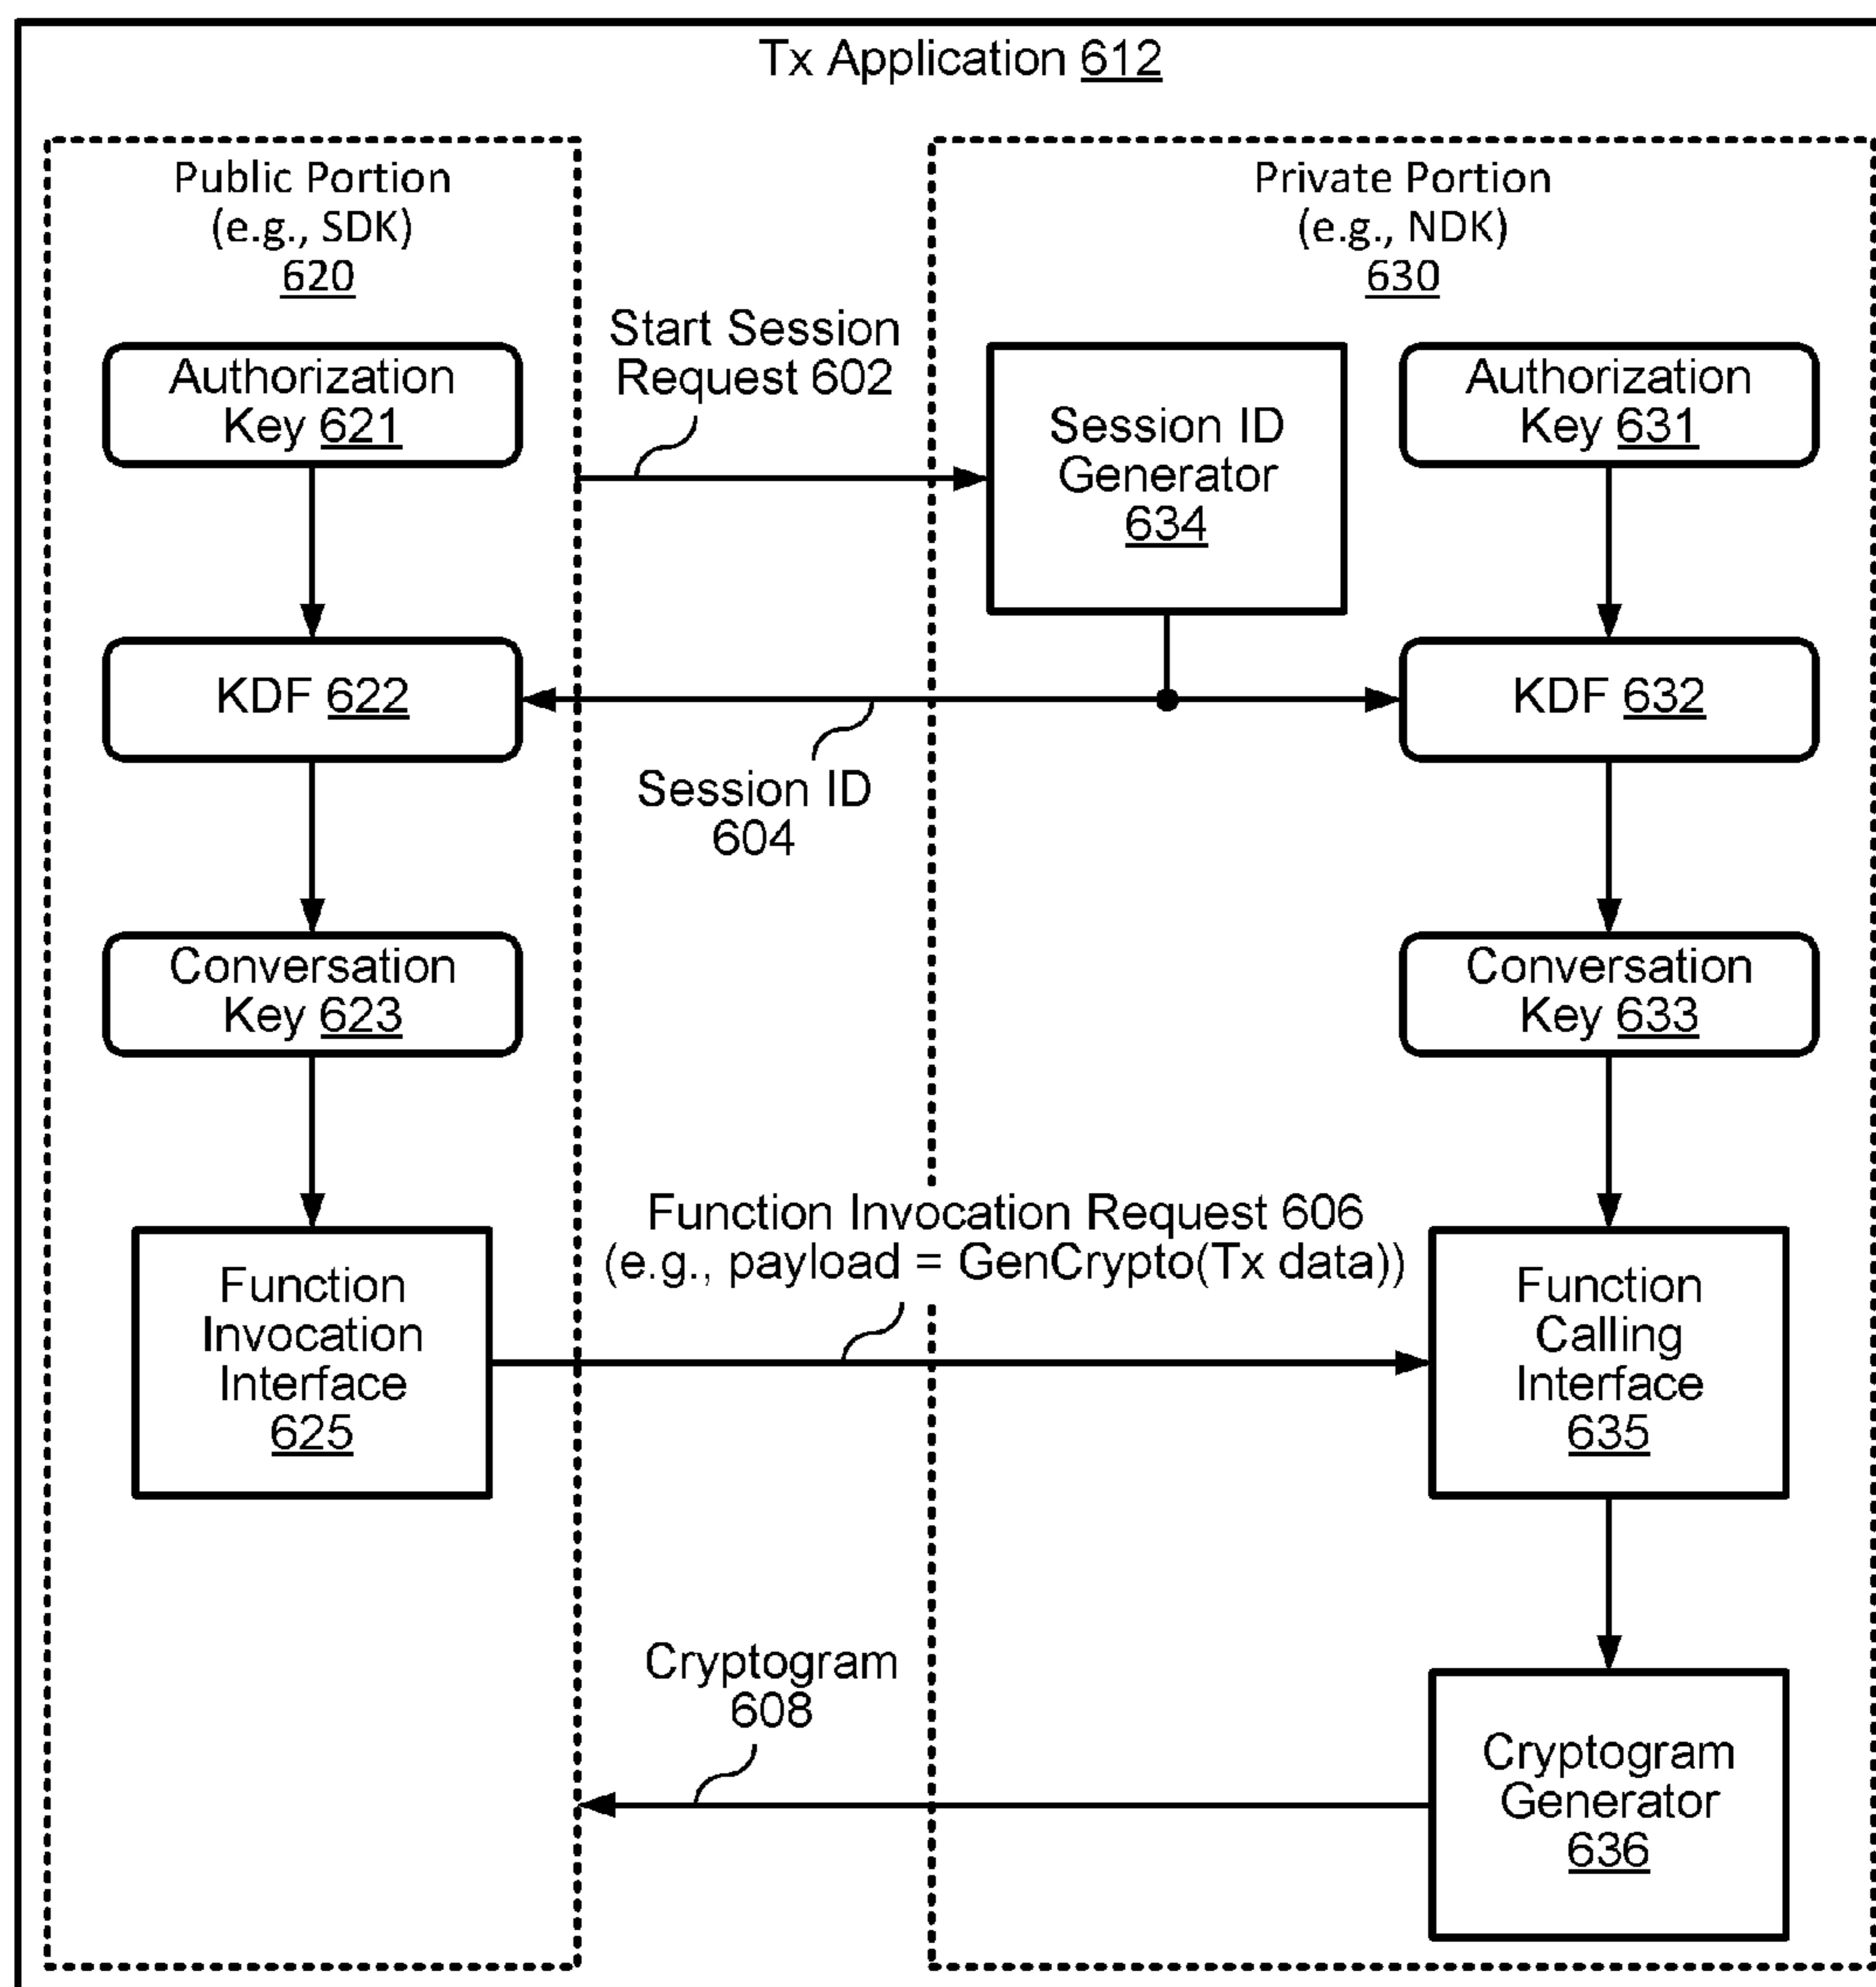 Tx Application 612
Public Portion
(e.g., SDK)
620
Private Portion
(e.g., NDK)
630
Start Session
Request 602
Authorization
Key 621
Session ID
Generator
634
Authorization
Key 631
KDF 622
KDF 632
Session ID
604
Conversation
Key 623
Conversation
Key 633
Function Invocation Request 606
(e.g., payload = GenCrypto(Tx data))
Function
Invocation
Interface
625
Function
Calling
Interface
635
Cryptogram
608
Cryptogram
Generator
636